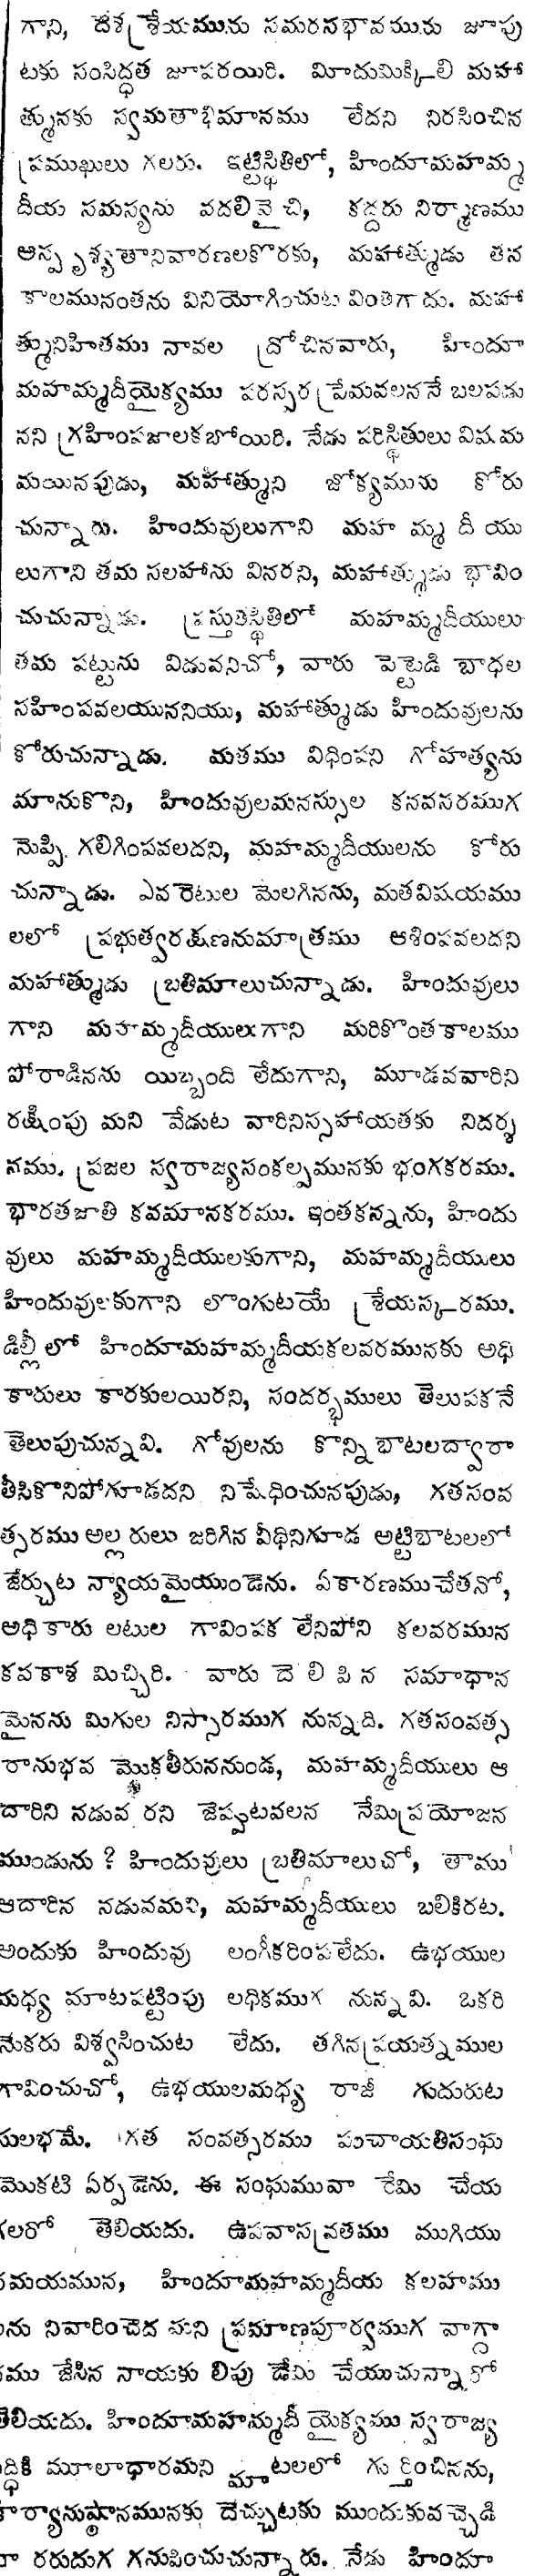 గాని, దేశ శ్రేయమును సమరసభావమును జూపు
టకు సంసిద్ధత జూపరయిరి. మీదుమిక్కిలి మహా
త్మునకు స్వమతాభిమానము లేదని నిరసించిన
ప్రముఖులు గలరు. ఇట్టిస్థితిలో, హిందూమహమ్మ
దీయ సమస్యను వదలివైచి, కద్దరు నిర్మాణము
అస్పృశ్యతానివారణలకొరకు, మహాత్ముడు తన
కాలమునంతను వినియోగించుట వింతగాదు. మహా
త్మునిహితము నావల ద్రోచినవారు, హిందూ
మహమ్మదీయైక్యము పరస్పర ప్రేమవలననే బలపడు
నని గ్రహింపజాలకబోయిరి. నేడు పరిస్థితులు విషమ
మయినపుడు, మహాత్ముని జోక్యమును కోరు
చున్నారు. హిందువులుగాని మహమ్మదీయు
లుగాని తమ సలహాను వినరని, మహాత్ముడు భావిం
చుచున్నాడు. ప్రస్తుతస్థితిలో మహమ్మదీయులు
తమ పట్టును విడువనిచో, వారు పెట్టెడి బాధల
సహింపవలయుననియు, మహాత్ముడు హిందువులను
కోరుచున్నాడు. మతము విధింపని గోహత్యను
మానుకొని, హిందువులమనస్సుల కనవసరముగ
నొప్పి గలిగింపవలదని, మహమ్మదీయులను కోరు
చున్నాడు. ఎవరెటుల మెలగినను, మతవిషయము
లలో ప్రభుత్వరక్షణనుమాత్రము ఆశింపవలదని
మహాత్ముడు బ్రతిమాలుచున్నాడు. హిందువులు
గాని మహమ్మదీయులుగాని మరికొంతకాలము
పోరాడినను యిబ్బంది లేదుగాని, మూడవవారిని
రక్షింపు మని వేడుట వారినిస్సహాయతకు నిదర్శ
నము. ప్రజల స్వరాజ్యసంకల్పమునకు భంగకరము.
భారతజాతి కవమానకరము. ఇంతకన్నను, హిందు
వులు మహమ్మదీయులకుగాని, మహమ్మదీయులు
హిందువులకుగాని లొంగుటయే శ్రేయస్కరము.
డిల్లీలో హిందూమహమ్మదీయకలవరమునకు అధి
కారులు కారకులయిరని, సందర్భములు తెలుపకనే
తెలుపుచున్నవి. గోవులను కొన్నిబాటలద్వారా
తీసికొనిపోగూడదని నిషేధించునపుడు, గతసంవ
త్సరము అల్లరులు జరిగిన వీథినిగూడ అట్టిబాటలలో
జేర్చుట న్యాయమైయుండెను. ఏకారణముచేతనో,
అధికారు లటుల గావింపక లేనిపోని కలవరమున
కవకాశ మిచ్చిరి. వారు దెలిపిన సమాధాన
మైనను మిగుల నిస్సారముగ నున్నది. గతసంవత్స
రానుభవ మ్మొకతీరుననుండ, మహమ్మదీయులు ఆ
దారిని నడువరని జెప్పుటవలన నేమిప్రయోజన
ముండును? హిందువులు బ్రతిమాలుచో, తాము
ఆదారిన నడువమని, మహమ్మదీయులు బలికిరట.
అందుకు హిందువు లంగీకరింపలేదు. ఉభయుల
మధ్య మాటపట్టింపు లధికముగ నున్నవి. ఒకరి
నొకరు విశ్వసించుట లేదు. తగినప్రయత్నముల
గావించుచో, ఉభయులమధ్య రాజీ గుదురుట
సులభమే. గత సంవత్సరము పంచాయతిసంఘ
మొకటి ఏర్పడెను. ఈ సంఘమువా రేమి చేయ
గలరో తెలియదు. ఉపవాసవ్రతము ముగియు
సమయమున, హిందూమహమ్మదీయ కలహము
లను నివారించెద మని ప్రమాణపూర్వముగ వాగ్దా
నము జేసిన నాయకు లిపు డేమి చేయుచున్నారో
తెలియదు. హిందూమహమ్మదీయైక్యము స్వరాజ్య
ద్ధికి మూలాధారమని మాటలలో గుర్తించినను,
కార్యానుష్ఠానమునకు దెచ్చుటకు ముందుకువచ్చెడి
వా రరుదుగ గనుపించుచున్నారు. నేడు హిందూ